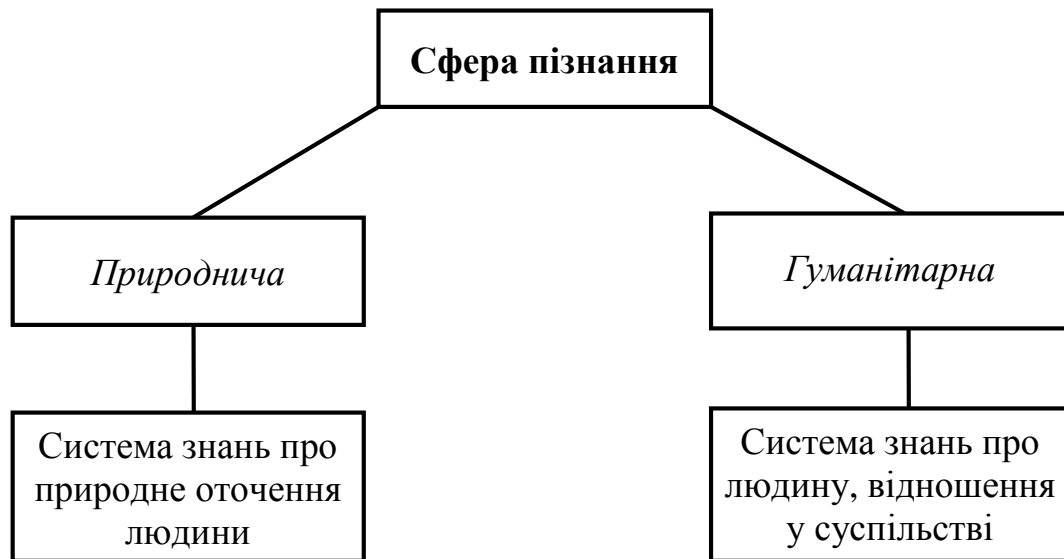 Сфера пізнання
Природнича
Гуманітарна
Система знань про
природне оточення
людини
Система знань про
людину, відношення
у суспільстві